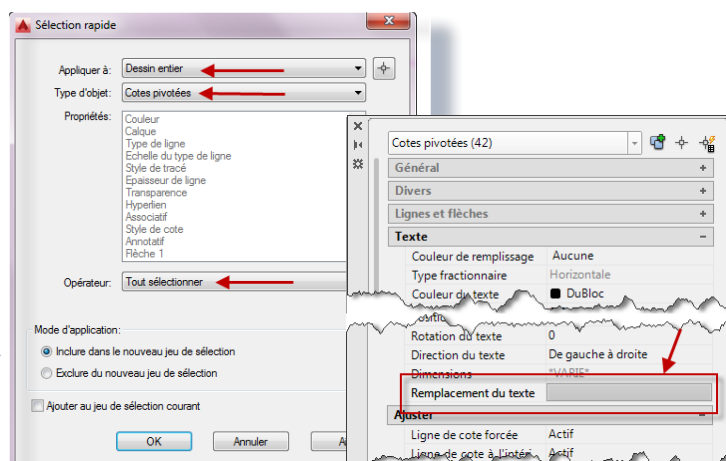 Sélection rapide
Appliquer à: Dessin entier
Type d'objet: Cotes pivotées
Propriétés:
Couleur
Calque
Type de ligne
Echelle du type de ligne
Style de tracé
Epaisseur de ligne
Transparence
Hyperlien
Associatif
Style de cote
Annotatif
Flèche 1
Opérateur: Tout sélectionner
Mode d'application:
Inclure dans le nouveau jeu de sélection
Exclure du nouveau jeu de sélection
Ajouter au jeu de sélection courant
OK Annuler
Cotes pivotées (42)
Général +
Divers +
Lignes et flèches +
Texte -
Couleur de remplissage Aucune
Type fractionnaire Horizontale
Couleur du texte DuBloc
Rotation du texte 0
Direction du texte De gauche à droite
Dimensions *VARIE*
Remplacement du texte
Ajuster -
Ligne de cote forcée Actif
Ligne de cote à l'intéri Actif